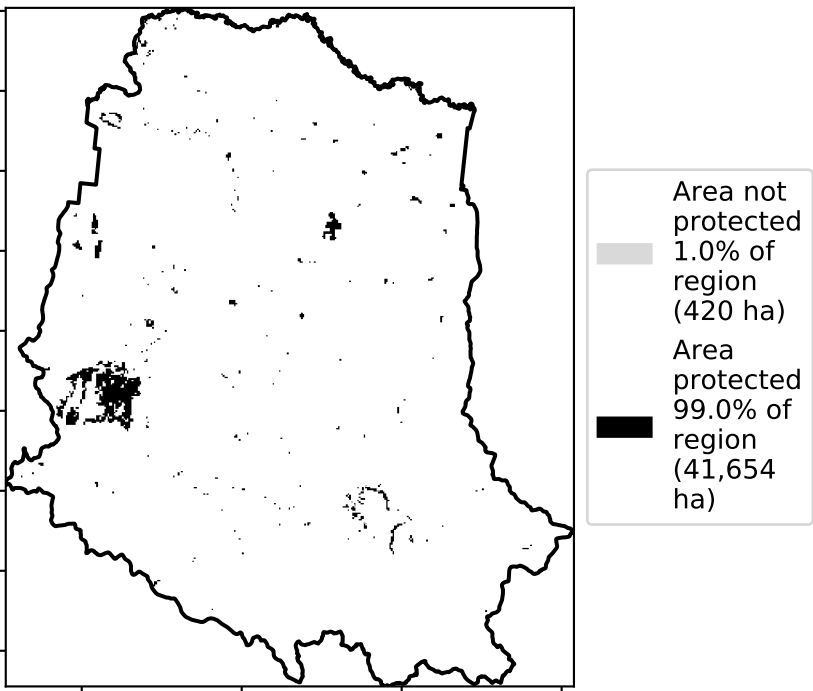 Area not
protected
1.0% of
region
(420 ha)
Area
protected
99.0% of
region
(41,654
ha)